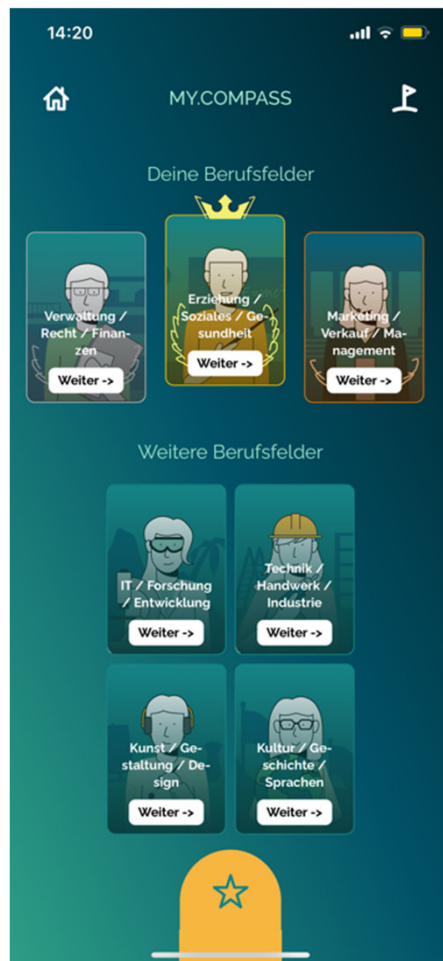 14:20
MY.COMPASS
Deine Berufsfelder
Verwaltung /
Recht / Finan-
zen
Weiter ->
Erziehung /
Soziales / Ge-
sundheit
Weiter ->
Marketing /
Verkauf / Ma-
nagement
Weiter ->
Weitere Berufsfelder
IT / Forschung
/ Entwicklung
Weiter ->
Technik /
Handwerk /
Industrie
Weiter ->
Kunst / Ge-
staltung / De-
sign
Weiter ->
Kultur / Ge-
schichte /
Sprachen
Weiter ->